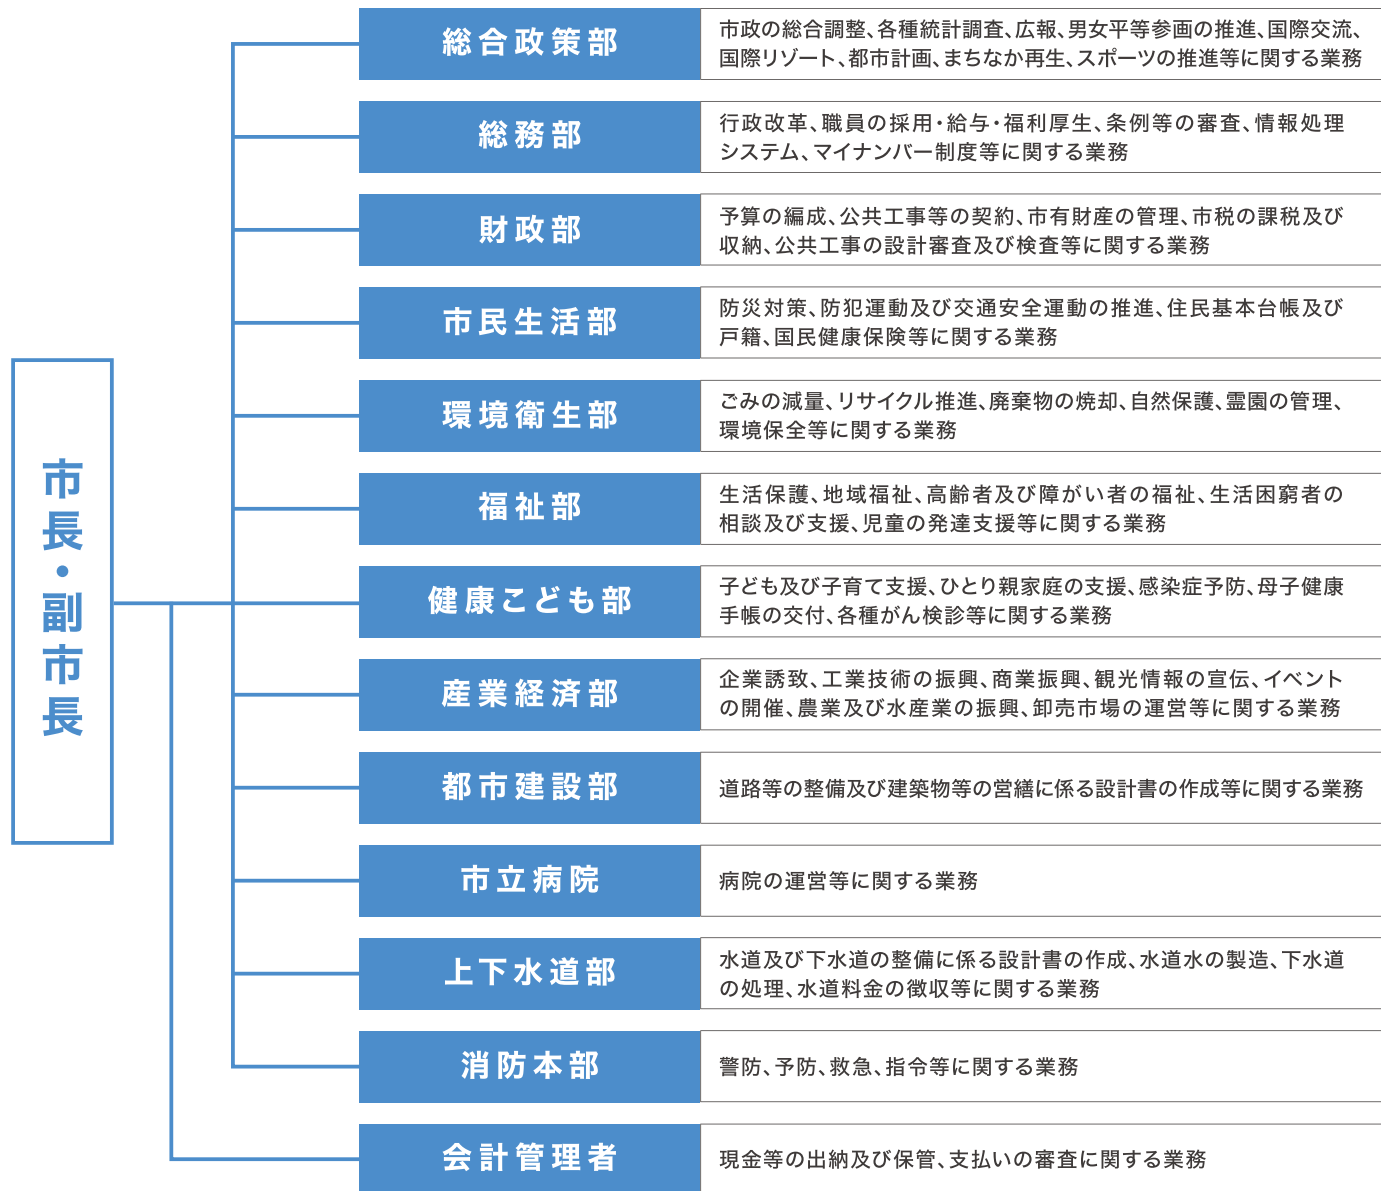 市長・副市長
総合政策部
市政の総合調整、各種統計調査、広報、男女平等参画の推進、国際交流、
国際リゾート、都市計画、まちなか再生、スポーツの推進等に関する業務
総務部
行政改革、職員の採用・給与・福利厚生、条例等の審査、情報処理
システム、マイナンバー制度等に関する業務
財政部
予算の編成、公共工事等の契約、市有財産の管理、市税の課税及び
収納、公共工事の設計審査及び検査等に関する業務
市民生活部
防災対策、防犯運動及び交通安全運動の推進、住民基本台帳及び
戸籍、国民健康保険等に関する業務
環境衛生部
ごみの減量、リサイクル推進、廃棄物の焼却、自然保護、霊園の管理、
環境保全等に関する業務
福祉部
生活保護、地域福祉、高齢者及び障がい者の福祉、生活困窮者の
相談及び支援、児童の発達支援等に関する業務
健康こども部
子ども及び子育て支援、ひとり親家庭の支援、感染症予防、母子健康
手帳の交付、各種がん検診等に関する業務
産業経済部
企業誘致、工業技術の振興、商業振興、観光情報の宣伝、イベント
の開催、農業及び水産業の振興、卸売市場の運営等に関する業務
都市建設部
道路等の整備及び建築物等の営繕に係る設計書の作成等に関する業務
市立病院
病院の運営等に関する業務
上下水道部
水道及び下水道の整備に係る設計書の作成、水道水の製造、下水道
の処理、水道料金の徴収等に関する業務
消防本部
警防、予防、救急、指令等に関する業務
会計管理者
現金等の出納及び保管、支払いの審査に関する業務